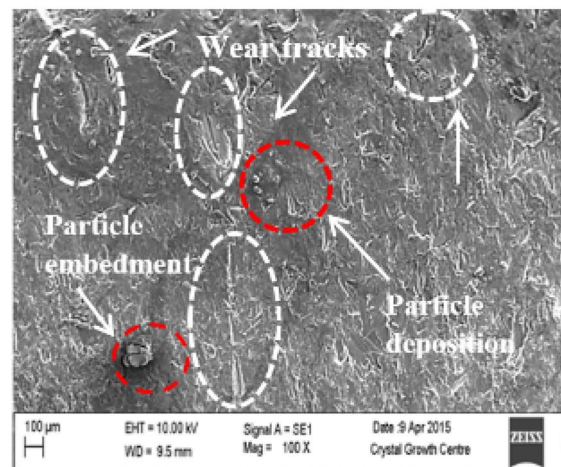 Wear tracks
Particle
embedment
Particle
deposition
100 µm
EHT = 10.00 kV
Signal A = SE1
Date :9 Apr 2015
WD = 9.5 mm
Mag = 100 X
Crystal Growth Centre
ZEISS